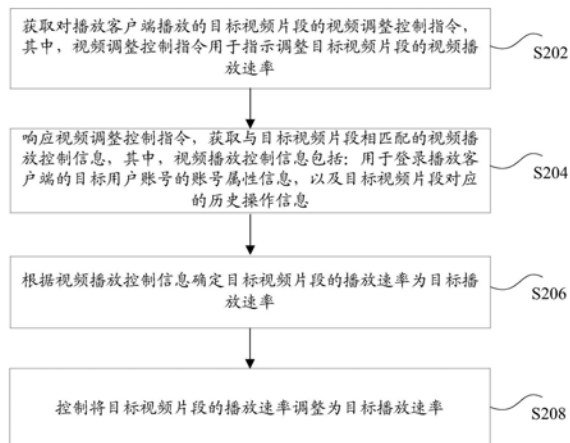 获取对播放客户端播放的目标视频片段的视频调整控制指令，
其中，视频调整控制指令用于指示调整目标视频片段的视频播
放速率
S202
响应视频调整控制指令，获取与目标视频片段相匹配的视频播
放控制信息，其中，视频播放控制信息包括：用于登录播放客
户端的目标用户账号的账号属性信息，以及目标视频片段对应
的历史操作信息
S204
根据视频播放控制信息确定目标视频片段的播放速率为目标播
放速率
S206
控制将目标视频片段的播放速率调整为目标播放速率
S208